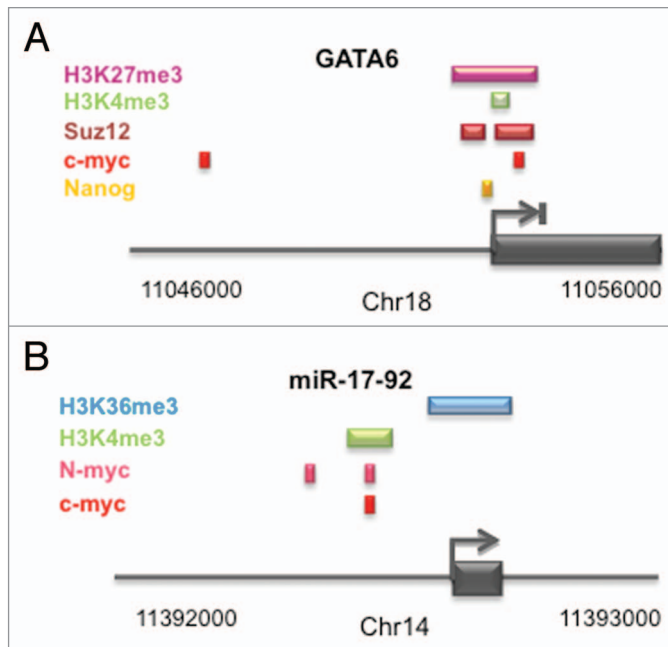 A
GATA6
H3K27me3
H3K4me3
Suz12
c-myc
Nanog
11046000
Chr18
11056000
B
miR-17-92
H3K36me3
H3K4me3
N-myc
c-myc
11392000
Chr14
11393000